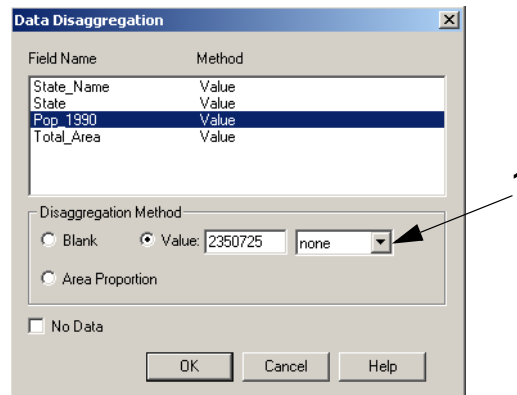 Data Disaggregation
Field Name Method
State_Name Value
State Value
Pop_1990 Value
Total_Area Value
Disaggregation Method
Blank Value: 2350725 none
Area Proportion
No Data
OK Cancel Help